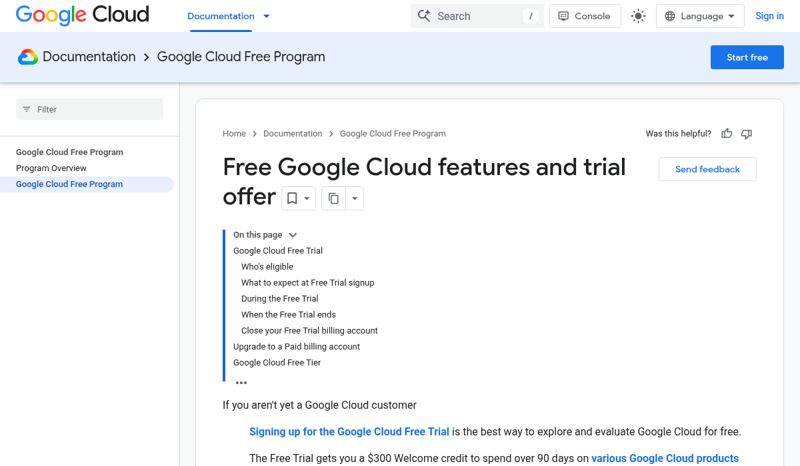 Google Cloud
Documentation
Search
/
Console
Language
Sign in
Documentation
Google Cloud Free Program
Start free
Filter
Google Cloud Free Program
Program Overview
Google Cloud Free Program
Home
Documentation
Google Cloud Free Program
Was this helpful?
Free Google Cloud features and trial
offer
Send feedback
On this page
Google Cloud Free Trial
Who's eligible
What to expect at Free Trial signup
During the Free Trial
When the Free Trial ends
Close your Free Trial billing account
Upgrade to a Paid billing account
Google Cloud Free Tier
If you aren't yet a Google Cloud customer
Signing up for the Google Cloud Free Trial is the best way to explore and evaluate Google Cloud for free.
The Free Trial gets you a $300 Welcome credit to spend over 90 days on various Google Cloud products